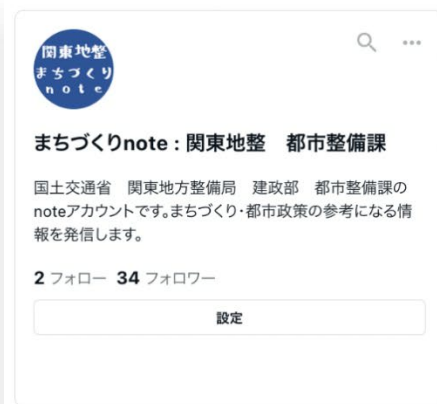 関東地整
まちづくり
note
まちづくりnote : 関東地整　都市整備課
国土交通省　関東地方整備局　建政部　都市整備課の
noteアカウントです。まちづくり・都市政策の参考になる情
報を発信します。
2 フォロー 34 フォロワー
設定